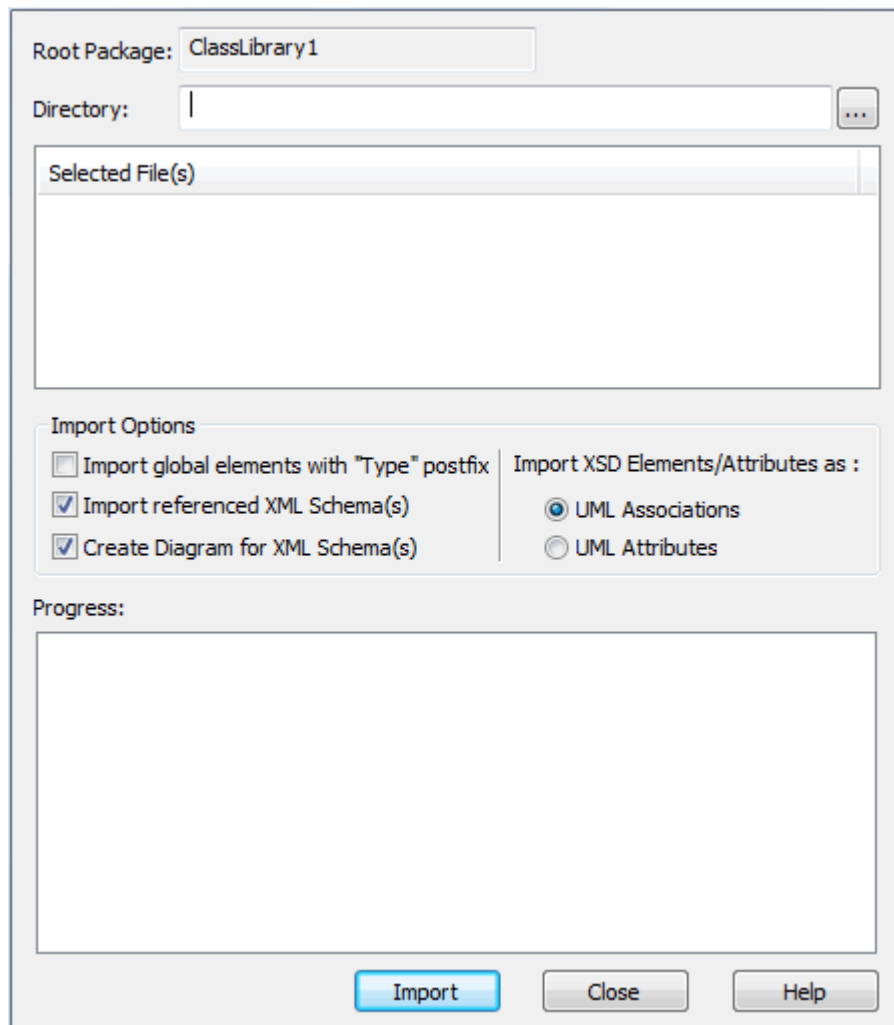 Root Package: ClassLibrary1
Directory: ...
Selected File(s)
Import Options
Import global elements with "Type" postfix
Import referenced XML Schema(s)
Create Diagram for XML Schema(s)
Import XSD Elements/Attributes as :
UML Associations
UML Attributes
Progress:
Import Close Help